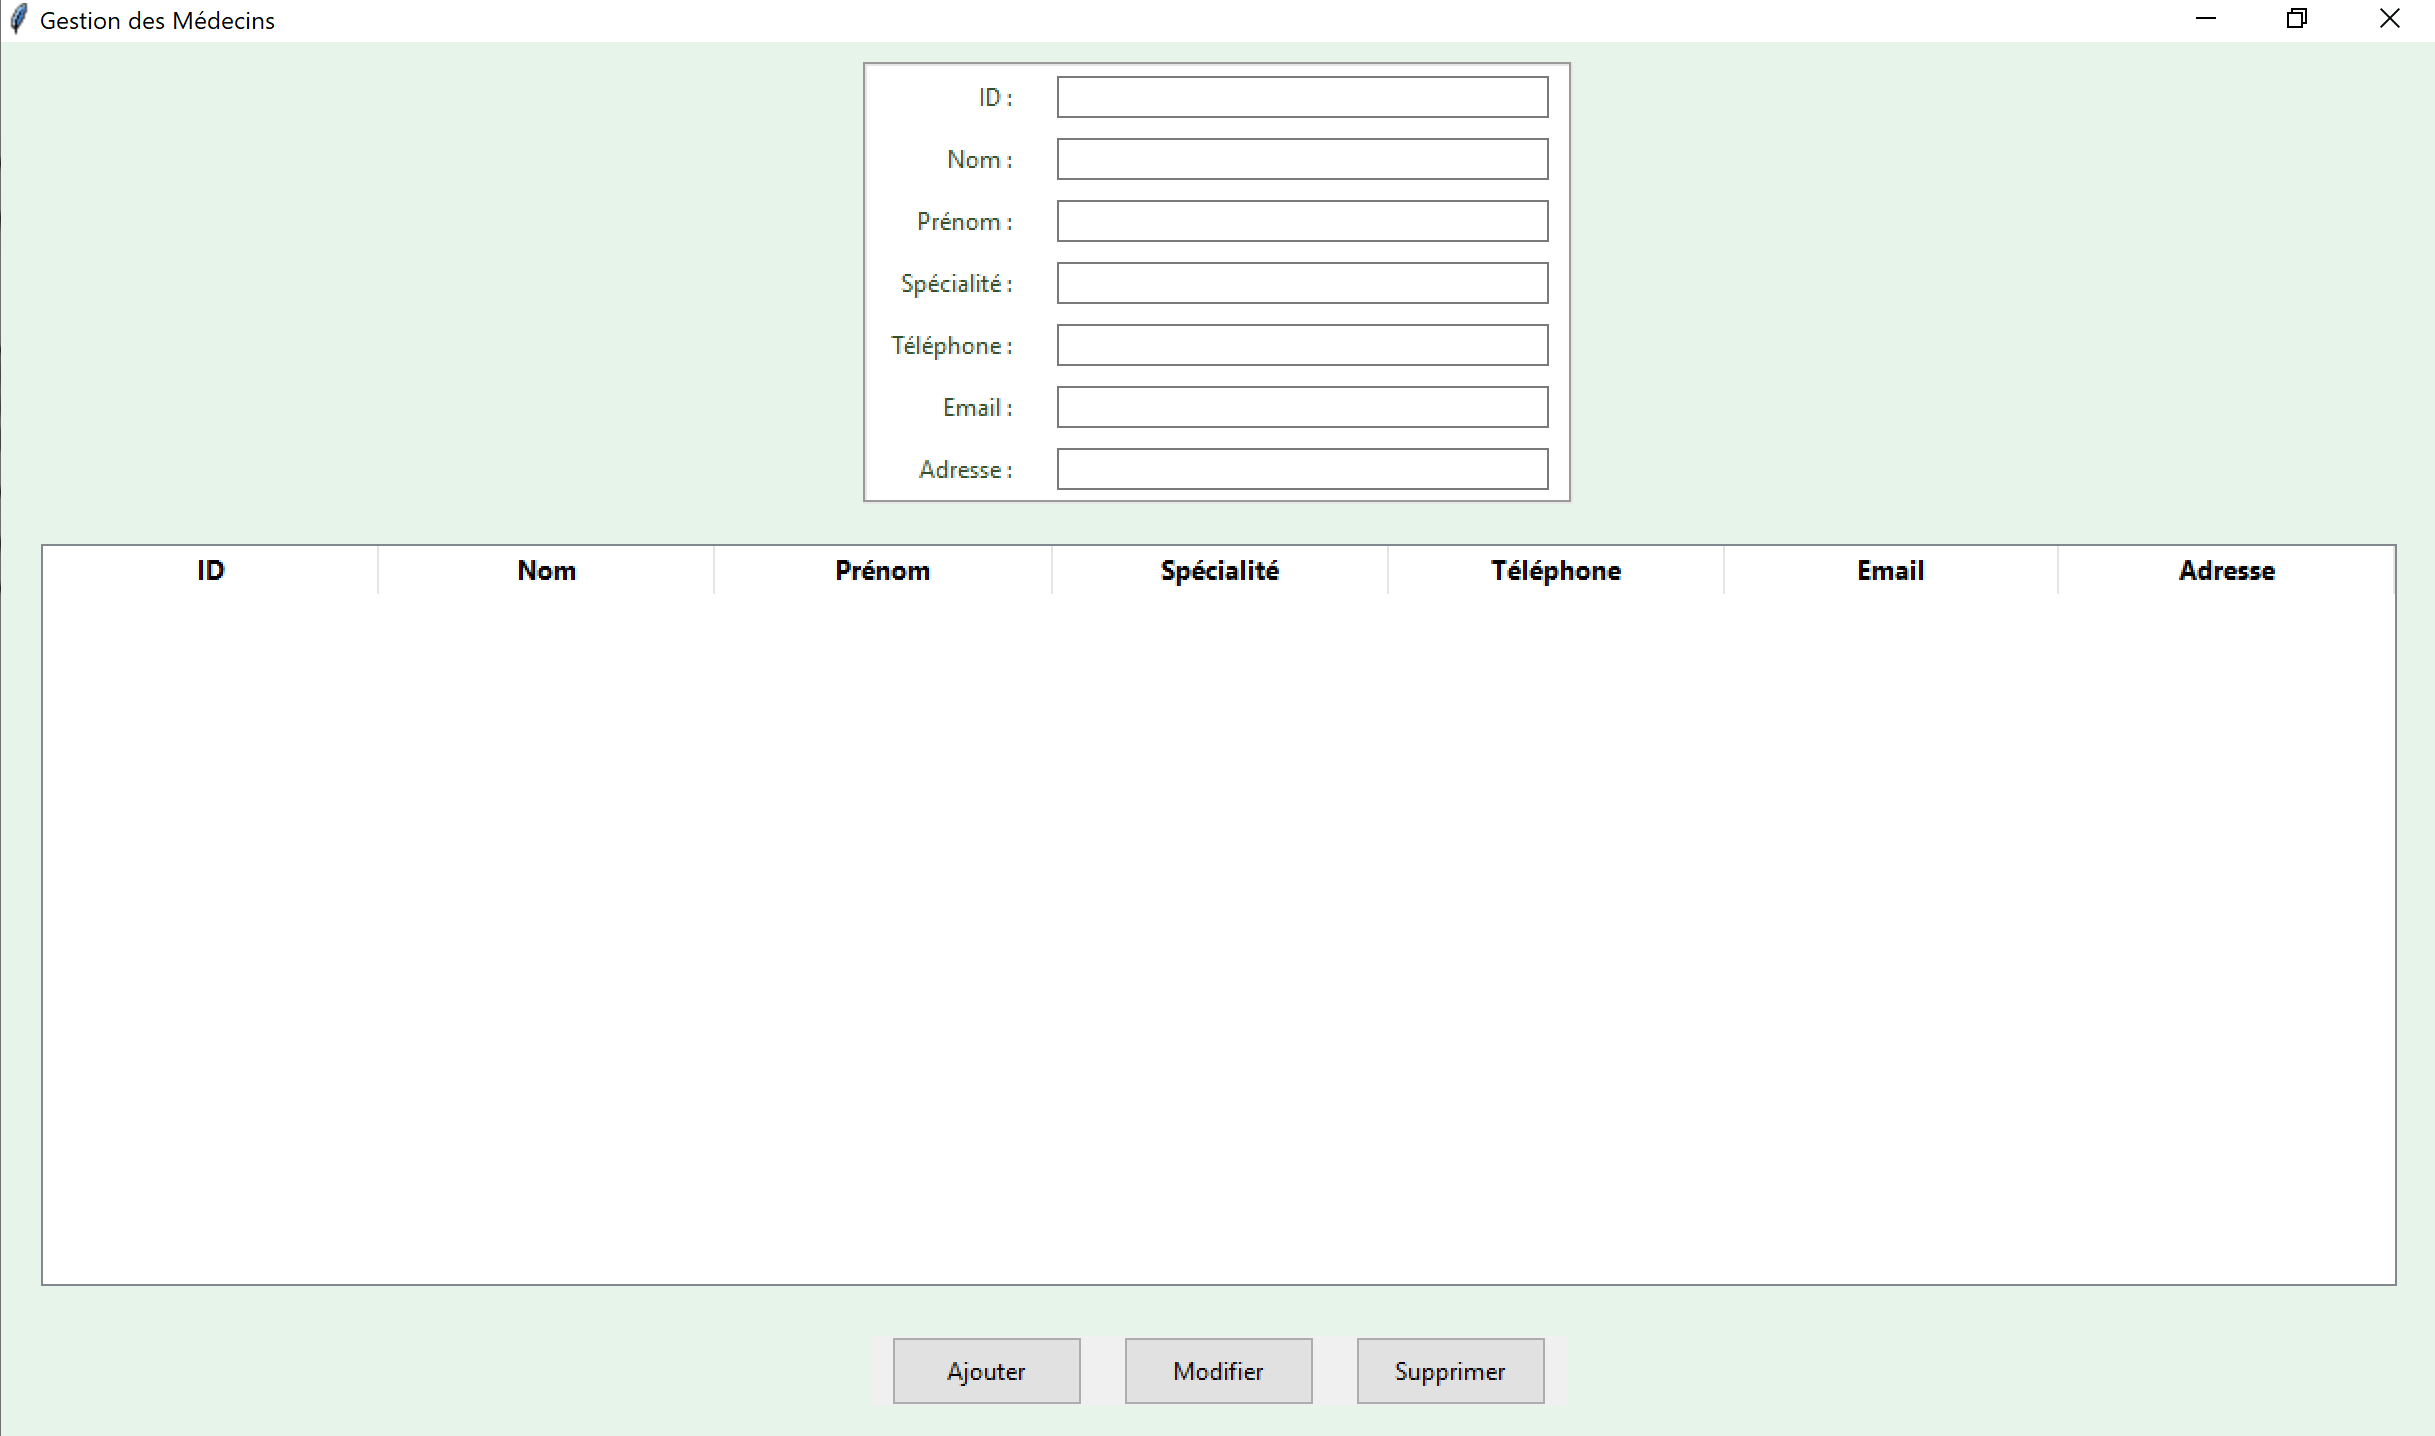 Gestion des Médecins
ID :
Nom :
Prénom :
Spécialité :
Téléphone :
Email :
Adresse :
ID Nom Prénom Spécialité Téléphone Email Adresse
Ajouter Modifier Supprimer